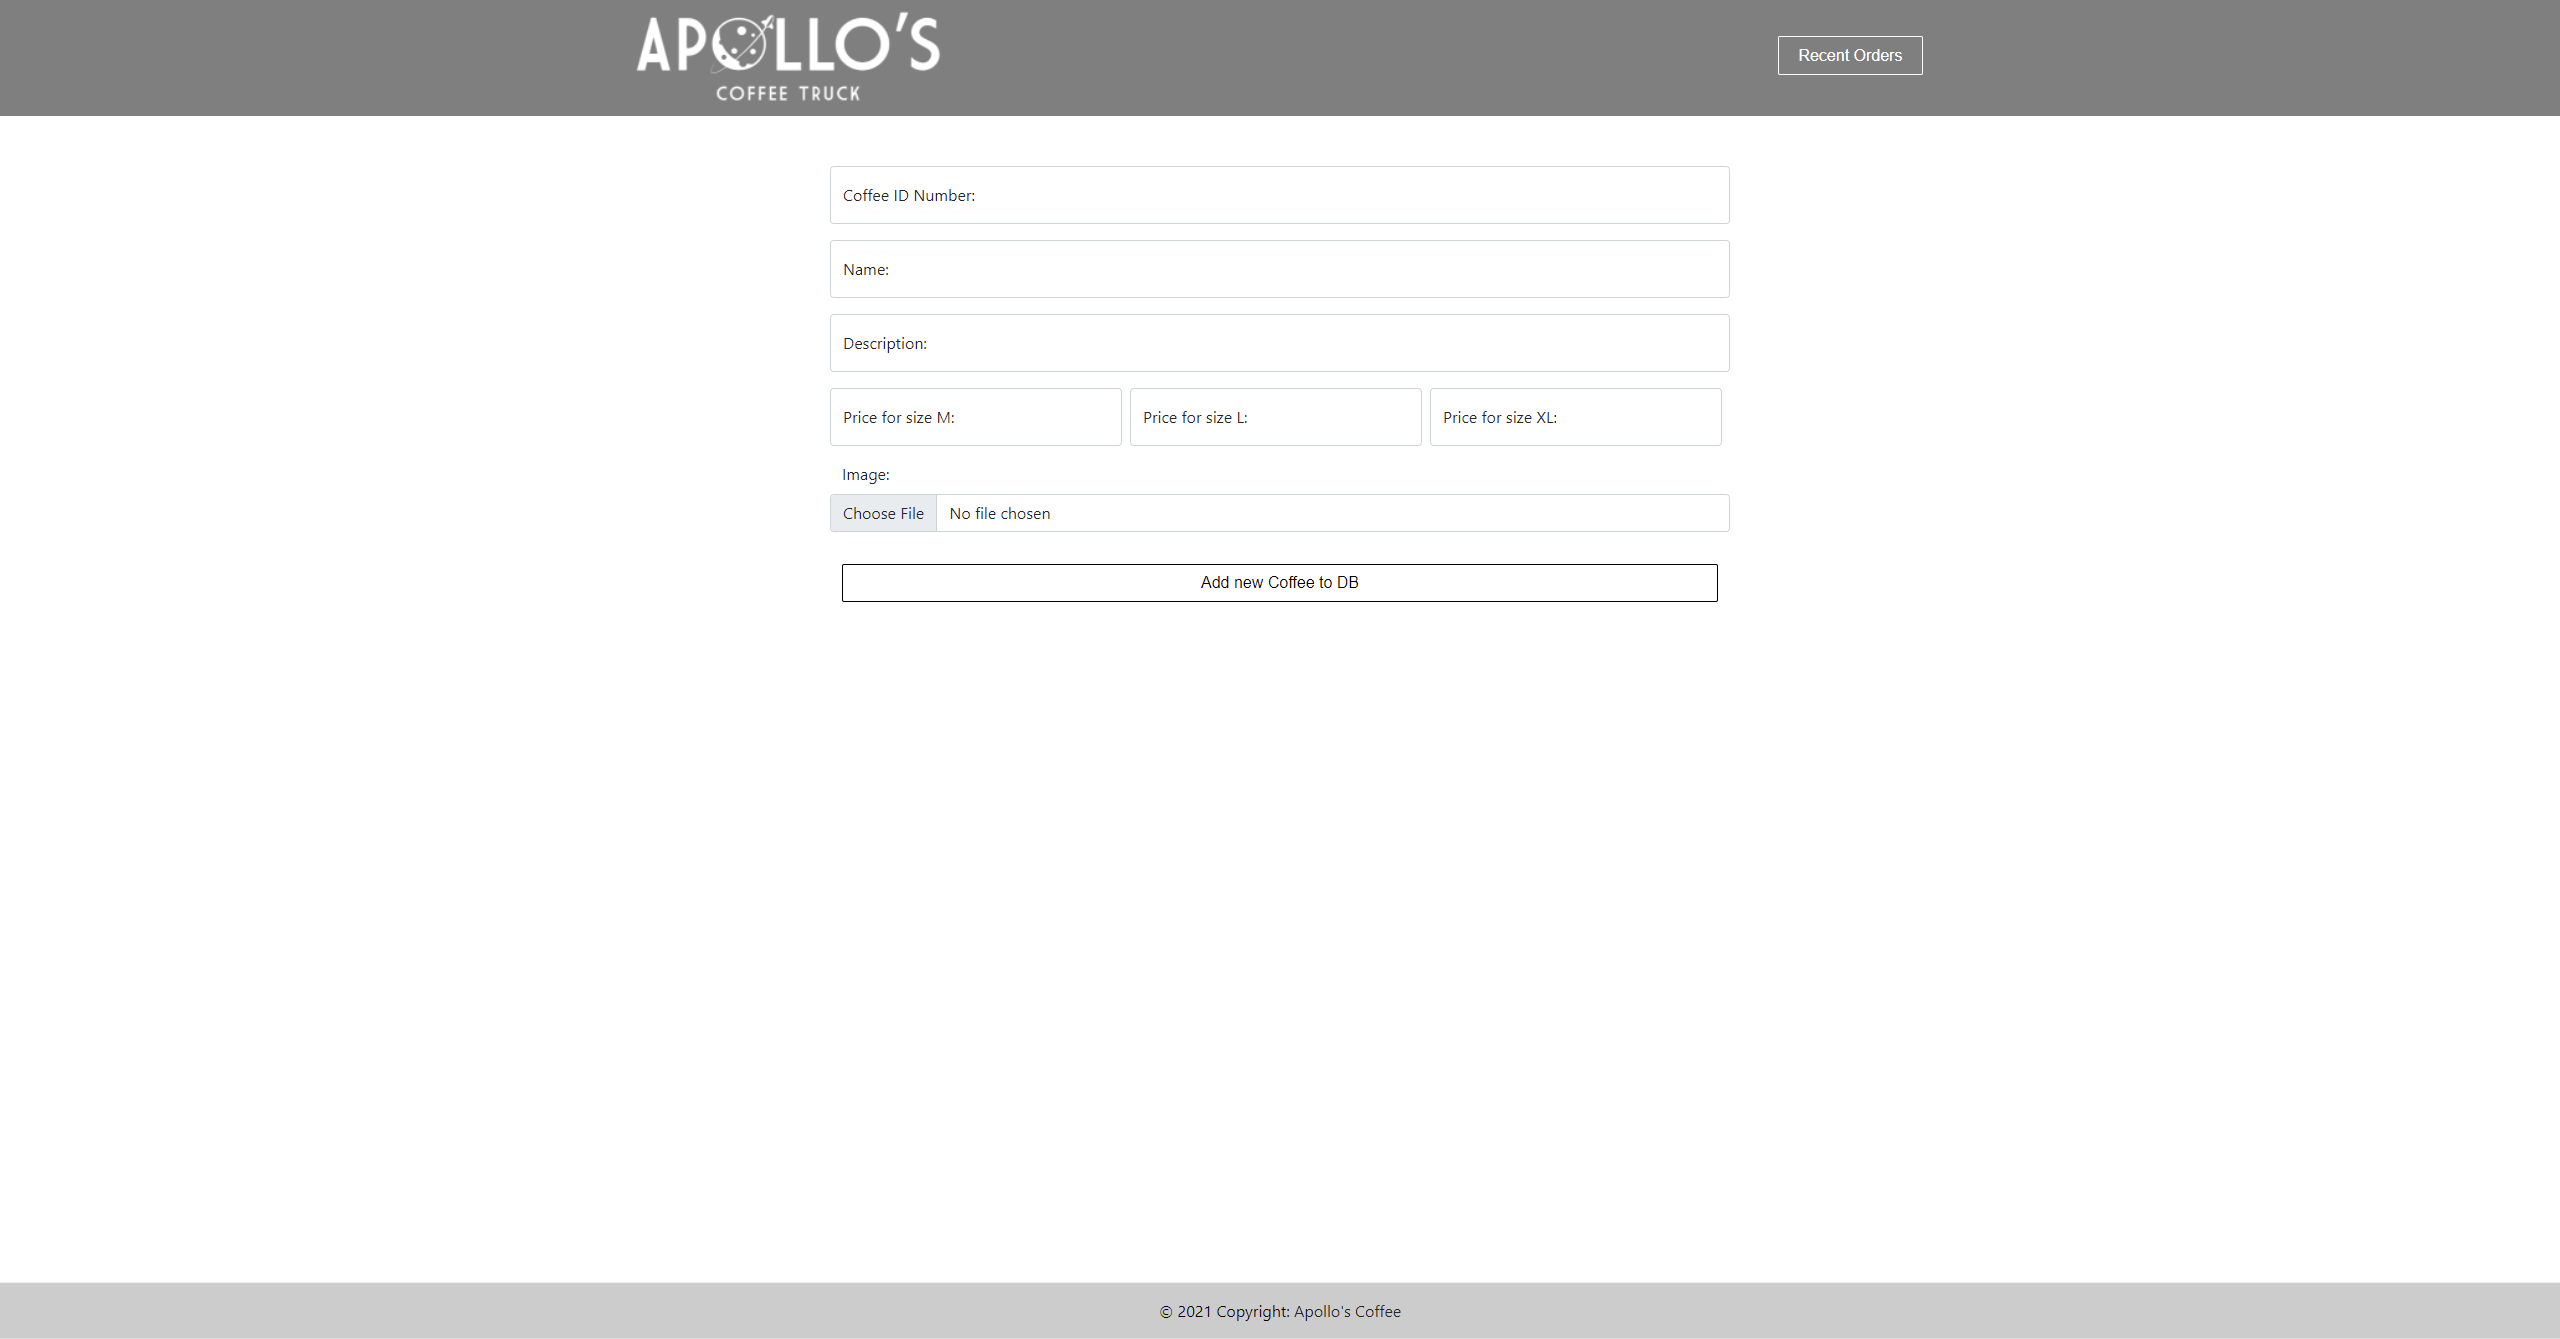 APOLLO'S
COFFEE TRUCK
Recent Orders
Coffee ID Number:
Name:
Description:
Price for size M: Price for size L: Price for size XL:
Image:
Choose File No file chosen
Add new Coffee to DB
© 2021 Copyright: Apollo's Coffee